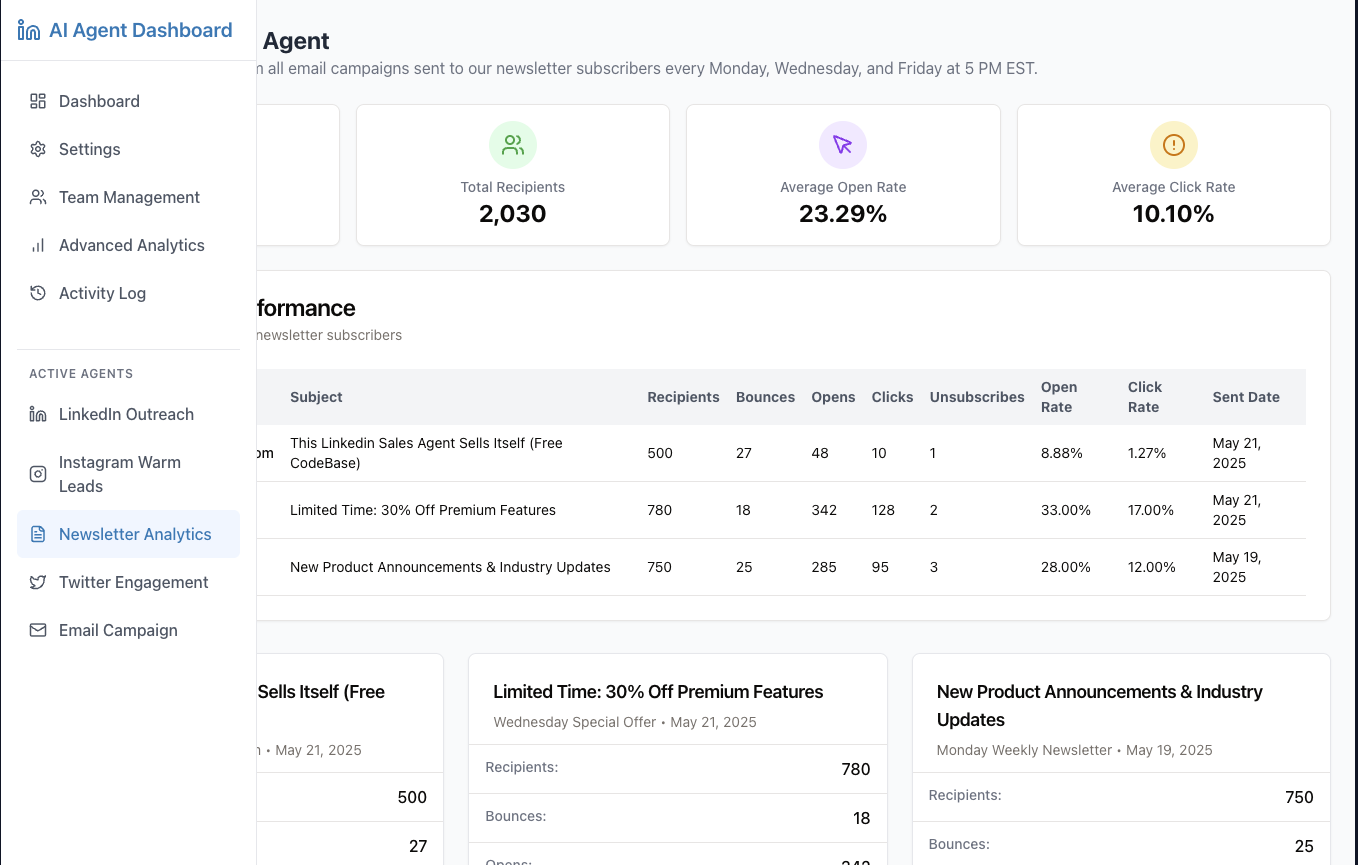 AI Agent Dashboard
Dashboard
Settings
Team Management
Advanced Analytics
Activity Log
ACTIVE AGENTS
LinkedIn Outreach
Instagram Warm
Leads
Newsletter Analytics
Twitter Engagement
Email Campaign
Agent
all email campaigns sent to our newsletter subscribers every Monday, Wednesday, and Friday at 5 PM EST.
Total Recipients
2,030
Average Open Rate
23.29%
Average Click Rate
10.10%
formance
newsletter subscribers
Subject Recipients Bounces Opens Clicks Unsubscribes Open Rate Click Rate Sent Date
om This Linkedin Sales Agent Sells Itself (Free CodeBase) 500 27 48 10 1 8.88% 1.27% May 21, 2025
Limited Time: 30% Off Premium Features 780 18 342 128 2 33.00% 17.00% May 21, 2025
New Product Announcements & Industry Updates 750 25 285 95 3 28.00% 12.00% May 19, 2025
Sells Itself (Free
• May 21, 2025
500
27
Limited Time: 30% Off Premium Features
Wednesday Special Offer • May 21, 2025
Recipients: 780
Bounces: 18
Opens: 342
New Product Announcements & Industry
Updates
Monday Weekly Newsletter • May 19, 2025
Recipients: 750
Bounces: 25